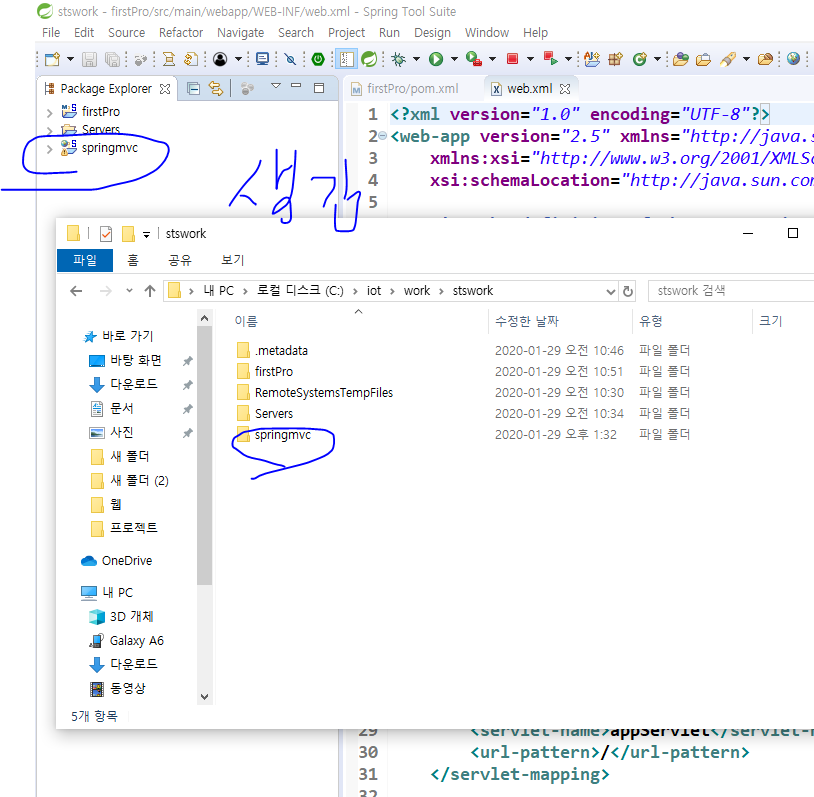 stswork - firstPro/src/main/webapp/WEB-INF/web.xml - Spring Tool Suite
File Edit Source Refactor Navigate Search Project Run Design Window Help
Package Explorer
firstPro/pom.xml
web.xml
firstPro
Servers
springmvc
생김
1 <?xml version="1.0" encoding="UTF-8"?>
2 <web-app version="2.5" xmlns="http://java.s
3 xmlns:xsi="http://www.w3.org/2001/XMLSc
4 xsi:schemaLocation="http://java.sun.com
5
stswork
파일 홈 공유 보기
내 PC > 로컬 디스크 (C:) > iot > work > stswork
stswork 검색
바로 가기
바탕 화면
다운로드
문서
사진
새 폴더
새 폴더 (2)
웹
프로젝트
OneDrive
내 PC
3D 개체
Galaxy A6
다운로드
동영상
이름 수정한 날짜 유형 크기
.metadata 2020-01-29 오전 10:46 파일 폴더
firstPro 2020-01-29 오전 10:51 파일 폴더
RemoteSystemsTempFiles 2020-01-29 오전 10:30 파일 폴더
Servers 2020-01-29 오전 10:34 파일 폴더
springmvc 2020-01-29 오후 1:32 파일 폴더
5개 항목
29 <servlet-name>appServlet</servlet-n
30 <url-pattern>/</url-pattern>
31 </servlet-mapping>
32